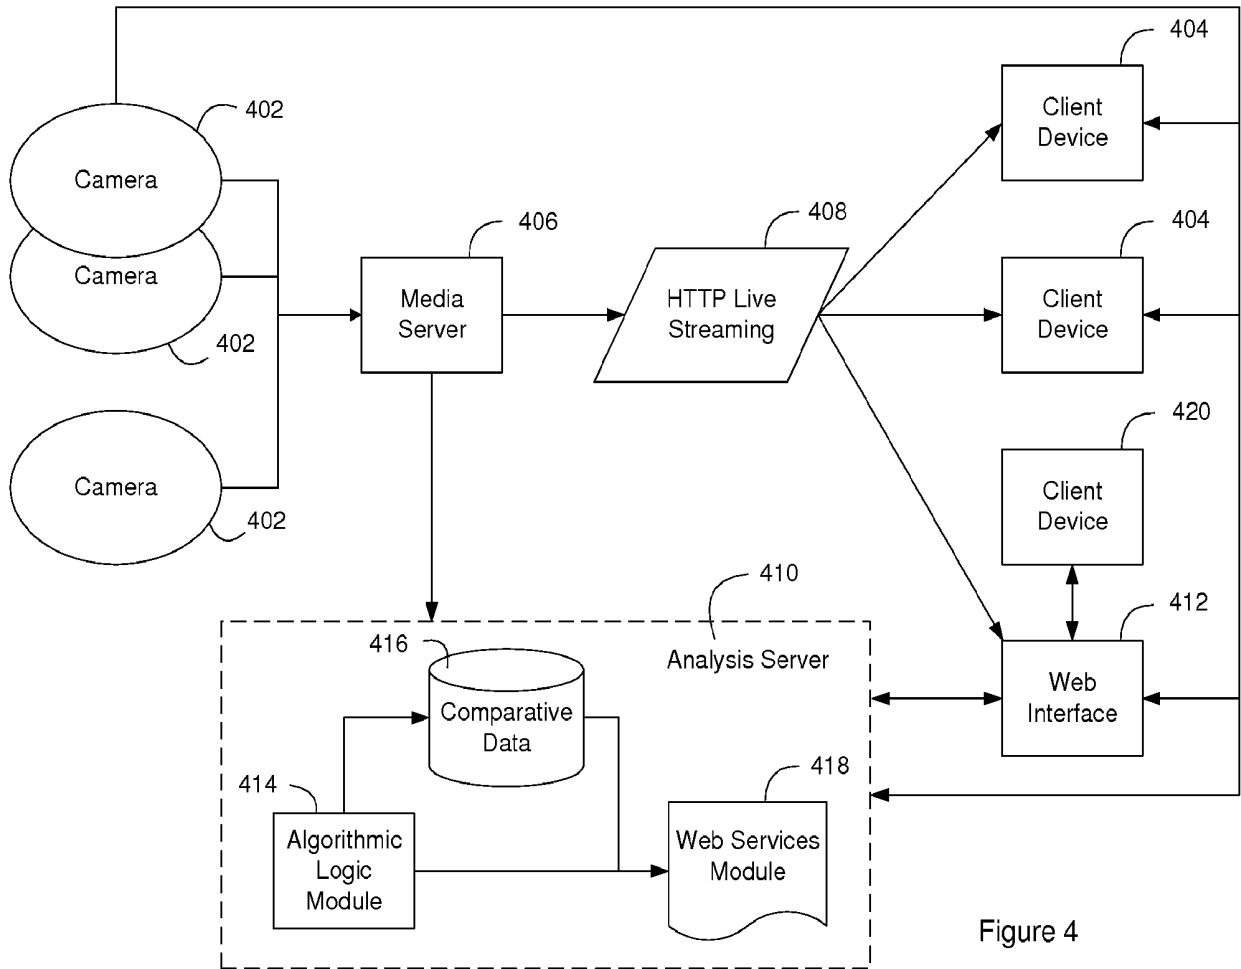 404
Client
Device
402
Camera
406
408
404
Camera
402
Media
Server
HTTP Live
Streaming
Client
Device
420
Camera
402
Client
Device
410
412
416
Analysis Server
Web
Interface
Comparative
Data
414
418
Algorithmic
Logic
Module
Web Services
Module
Figure 4